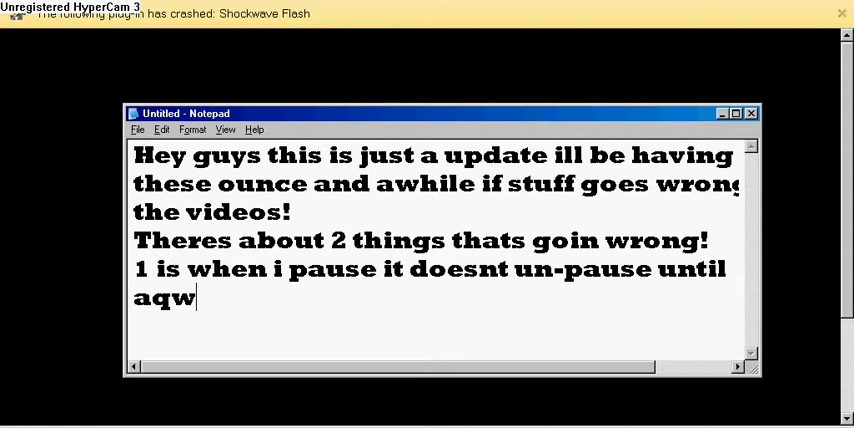 Unregistered HyperCam 3
The following plug-in has crashed: Shockwave Flash
Untitled - Notepad
File Edit Format View Help
Hey guys this is just a update ill be having
these ounce and awhile if stuff goes wrong
the videos!
Theres about 2 things thats goin wrong!
1 is when i pause it doesnt un-pause until
aqw